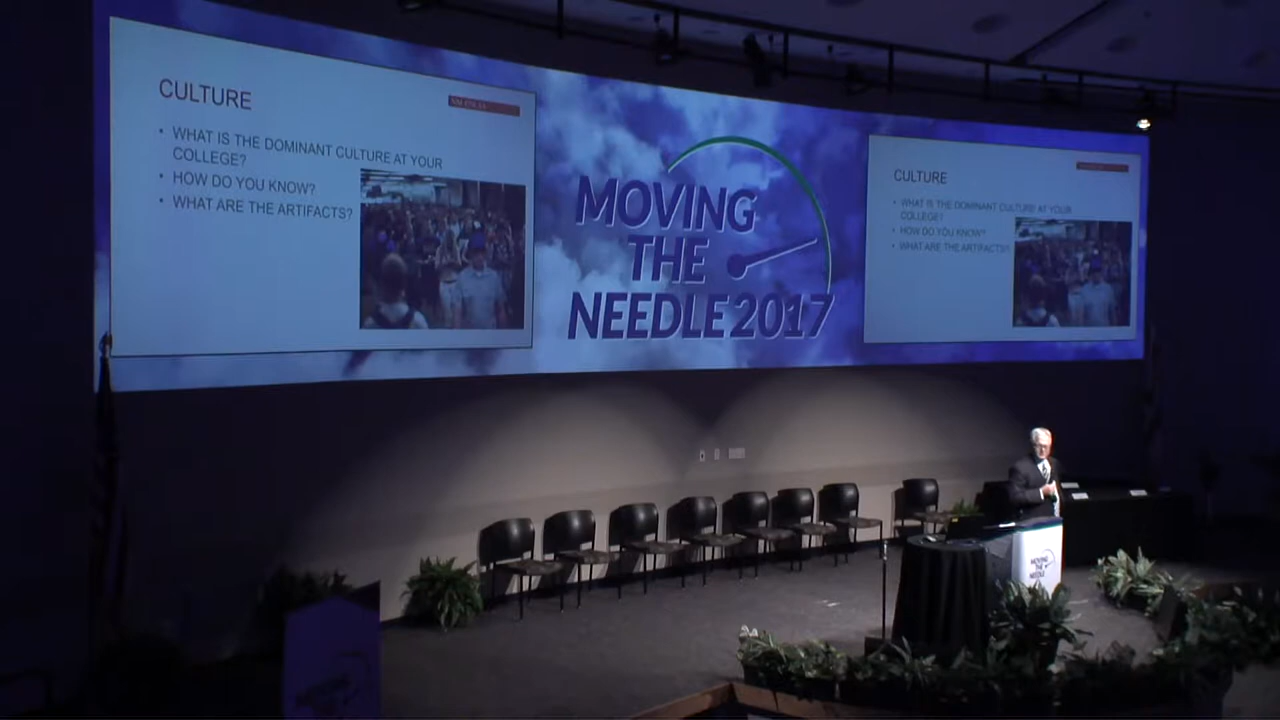 CULTURE
• WHAT IS THE DOMINANT CULTURE AT YOUR
COLLEGE?
• HOW DO YOU KNOW?
• WHAT ARE THE ARTIFACTS?
MOVING
THE
NEEDLE 2017
CULTURE
• WHAT IS THE DOMINANT CULTURE AT YOUR
COLLEGE?
• HOW DO YOU KNOW?
• WHAT ARE THE ARTIFACTS?
MOVING
THE
NEEDLE